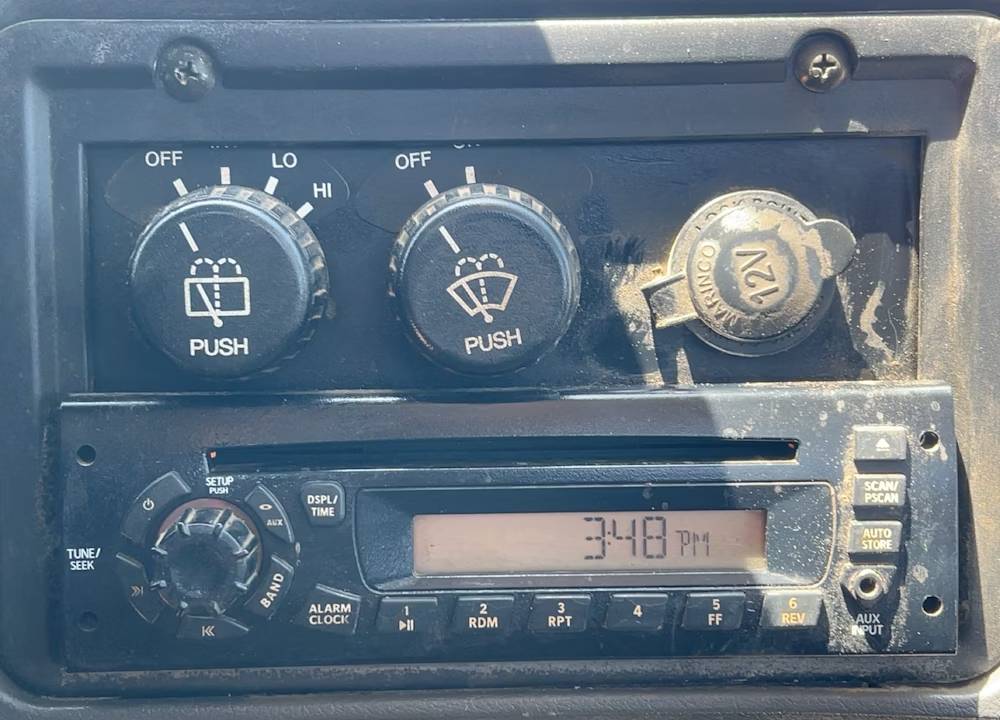 OFF
LO
HI
PUSH
OFF
PUSH
MARINCO
12V
SETUP
PUSH
AUX
DSPL/
TIME
TUNE/
SEEK
BAND
ALARM
CLOCK
3:48 PM
1
2
RDM
3
RPT
4
5
FF
6
REV
SCAN/
PSCAN
AUTO
STORE
AUX
INPUT